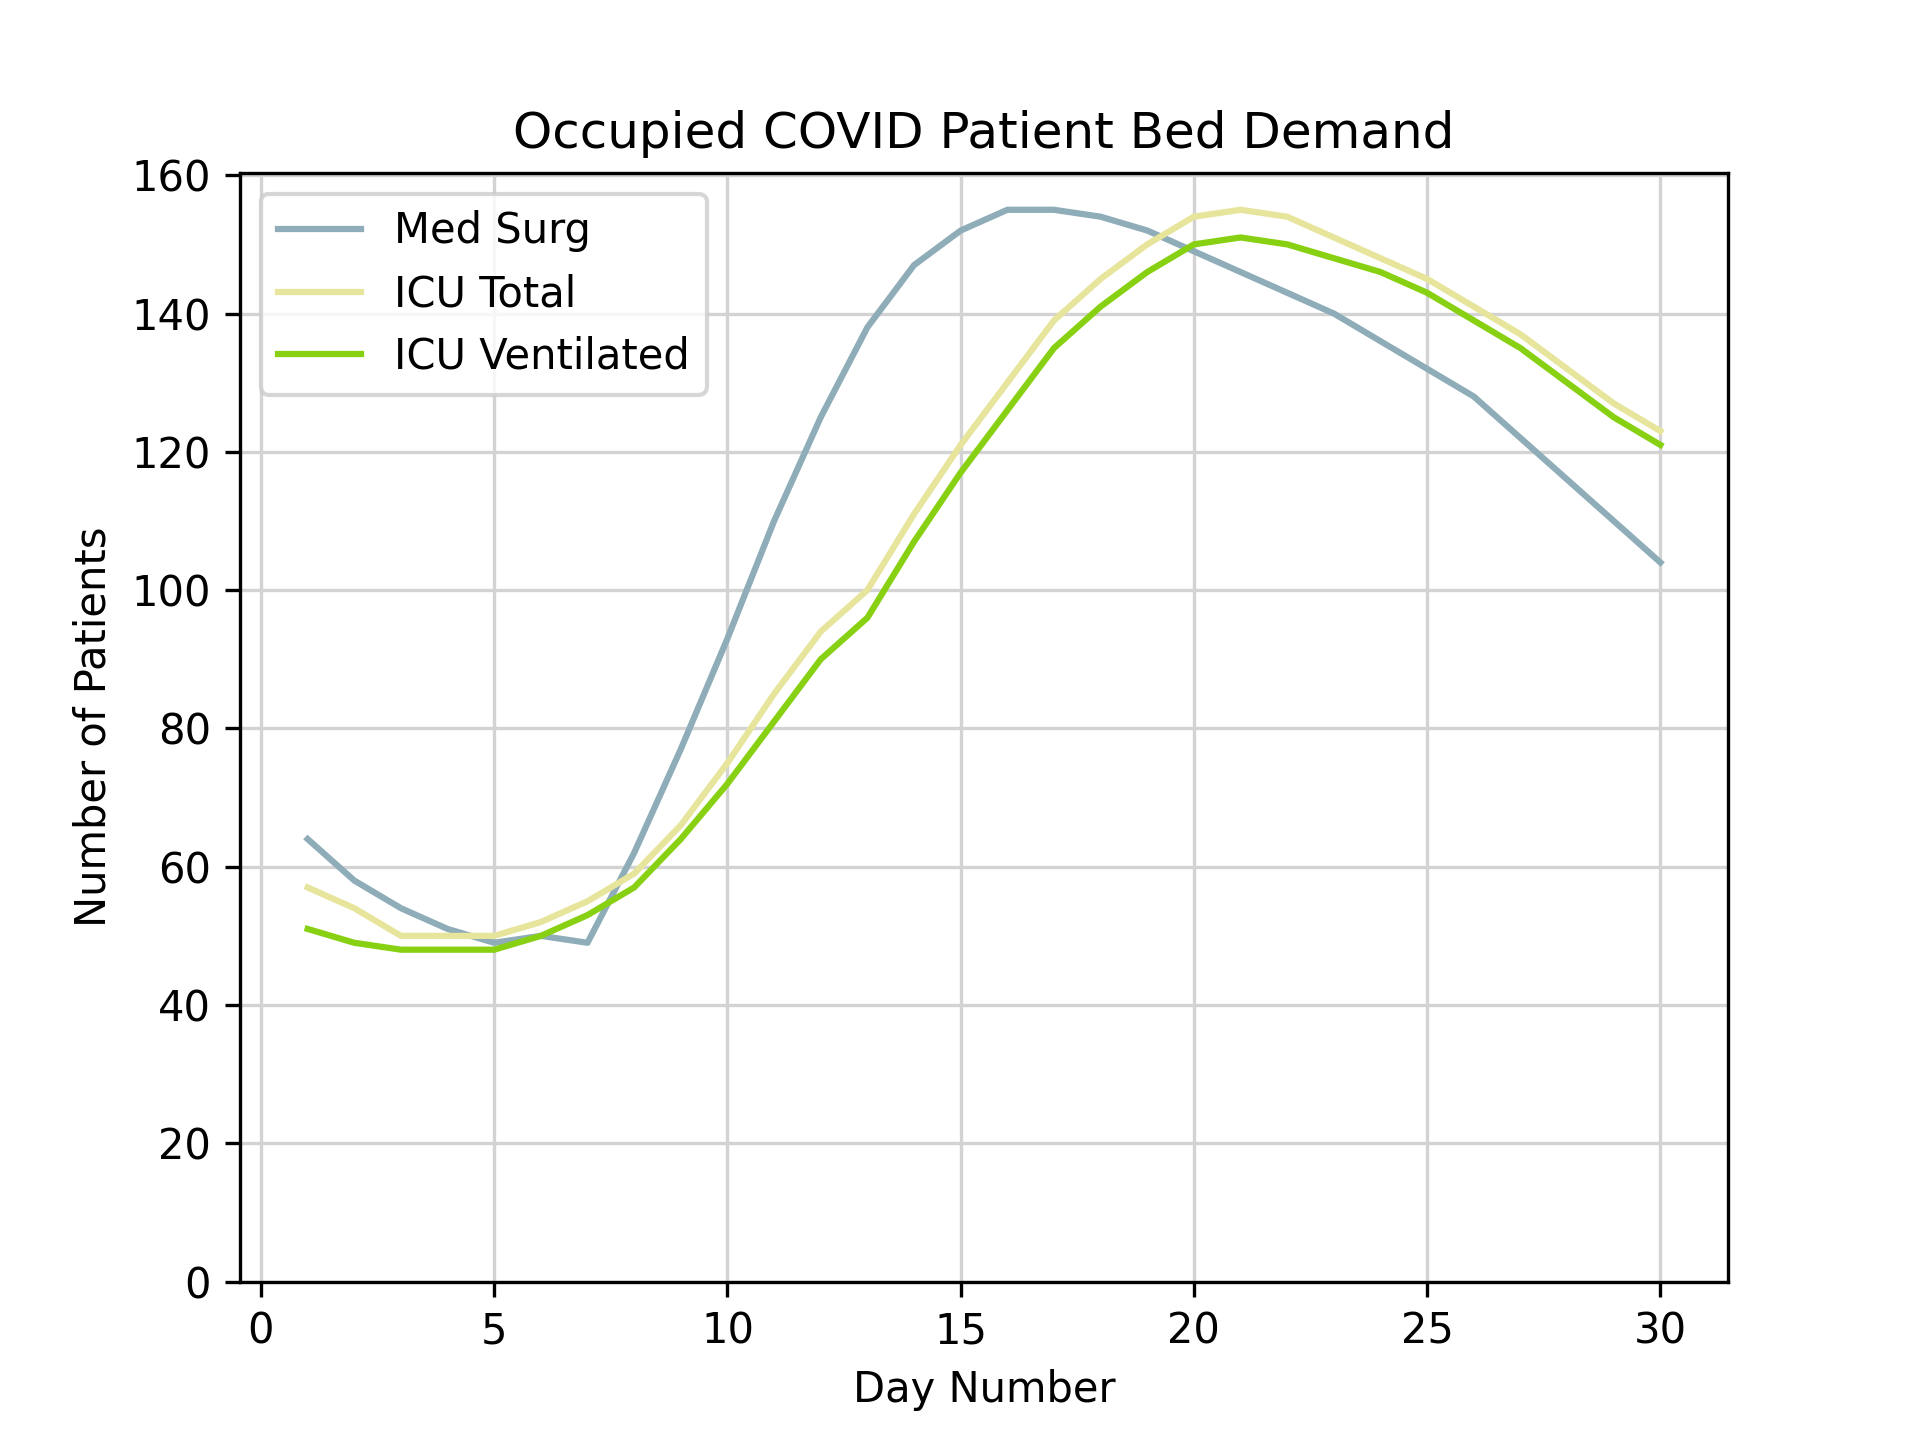 Occupied COVID Patient Bed Demand
160
140
120
100
80
60
40
20
0
Number of Patients
Med Surg
ICU Total
ICU Ventilated
0 5 10 15 20 25 30
Day Number